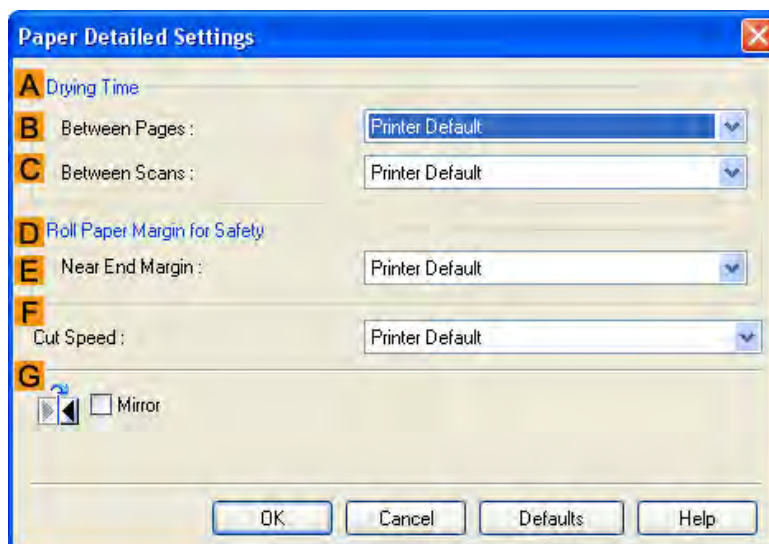 Paper Detailed Settings
A Drying Time
B Between Pages : Printer Default
C Between Scans : Printer Default
D Roll Paper Margin for Safety
E Near End Margin : Printer Default
F
Cut Speed : Printer Default
G
Mirror
OK Cancel Defaults Help